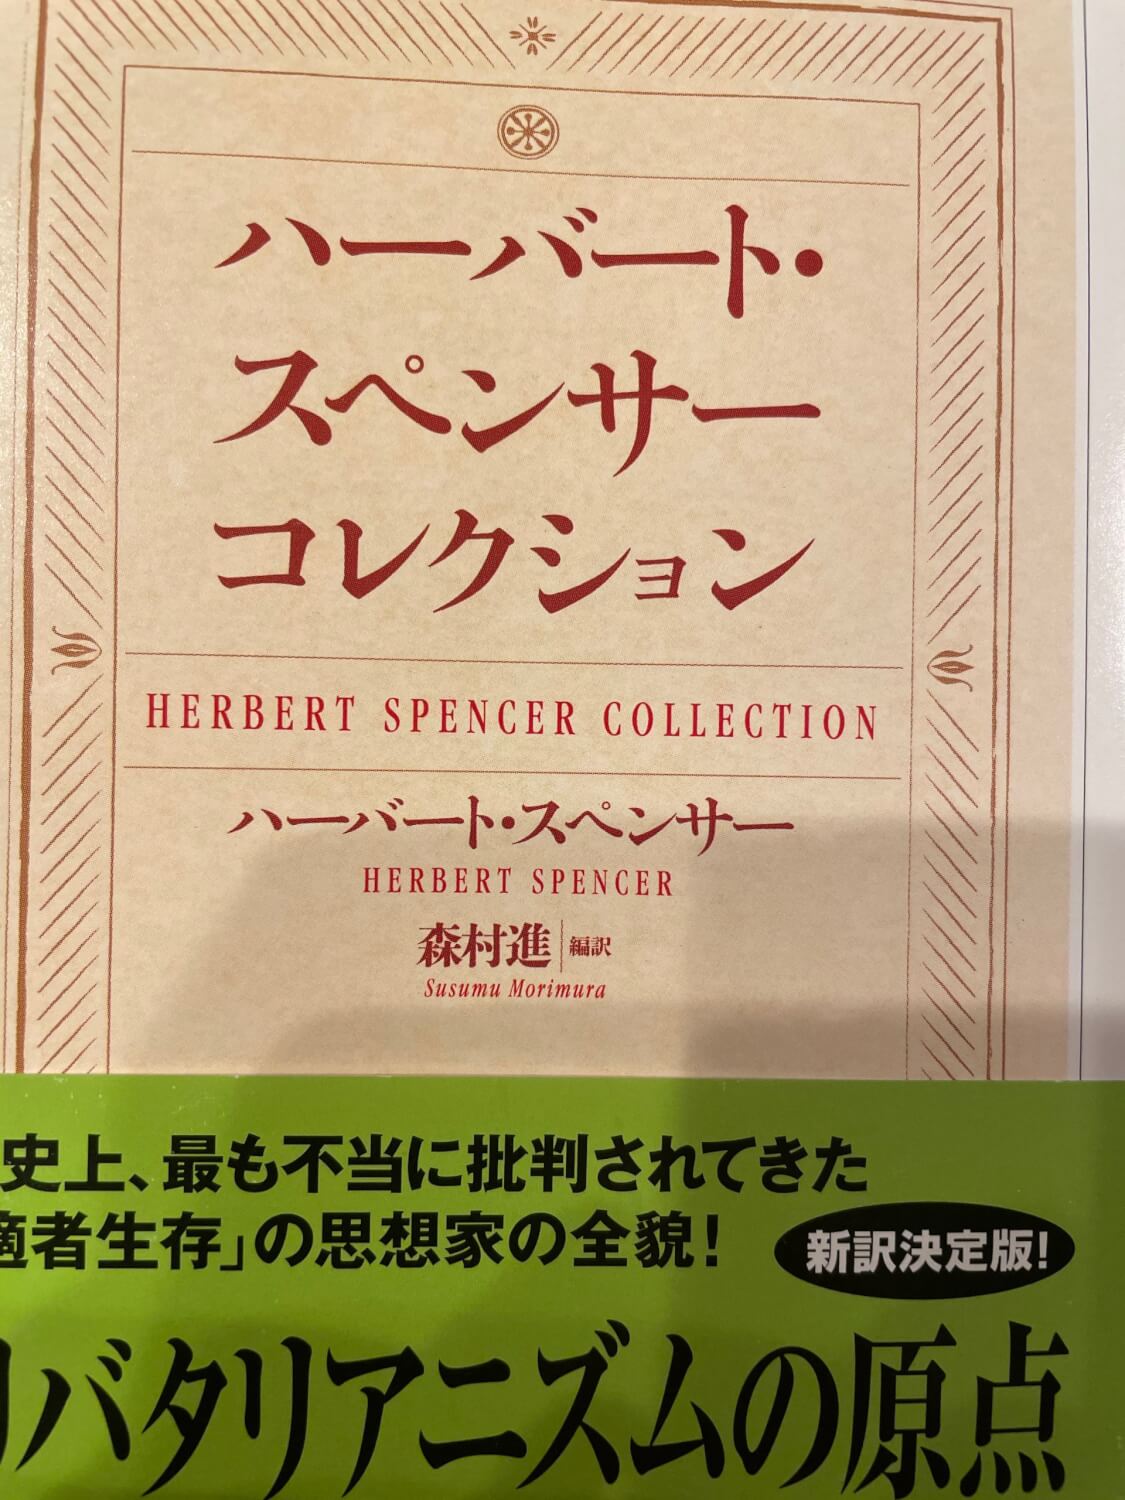 ハーバート・
スペンサー
コレクション
HERBERT SPENCER COLLECTION
ハーバート・スペンサー
HERBERT SPENCER
森村進 編訳
Susumu Morimura
史上、最も不当に批判されてきた
適者生存」の思想家の全貌!
新訳決定版!
リバタリアニズムの原点